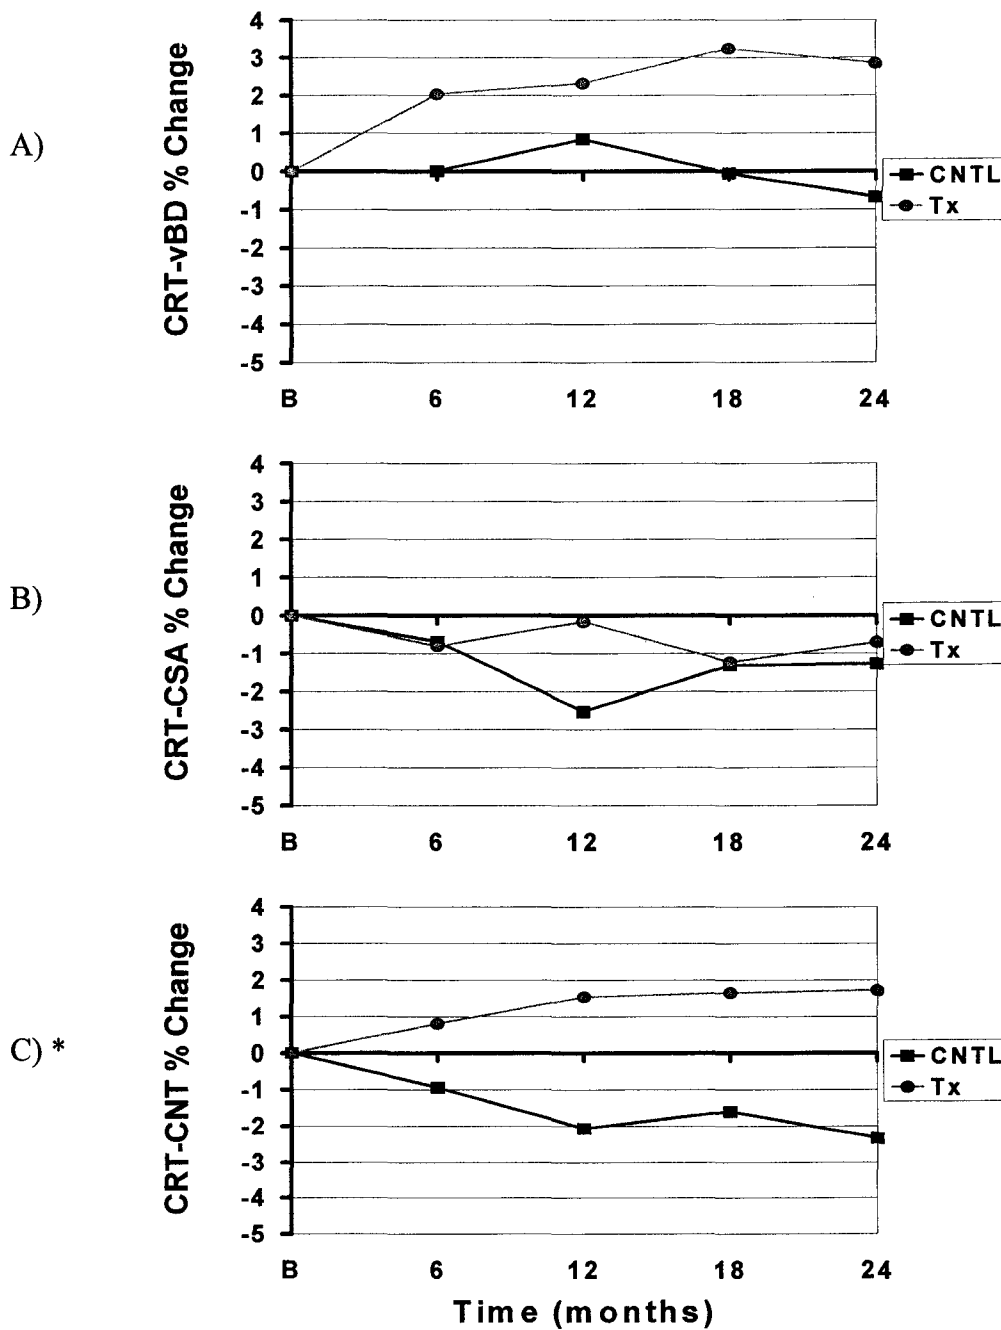 A)
CRT-vBD % Change
4
3
2
1
0
-1
-2
-3
-4
-5
B 6 12 18 24
CNTL
Tx
B)
CRT-CSA % Change
4
3
2
1
0
-1
-2
-3
-4
-5
B 6 12 18 24
CNTL
Tx
C) *
CRT-CNT % Change
4
3
2
1
0
-1
-2
-3
-4
-5
B 6 12 18 24
CNTL
Tx
Time (months)